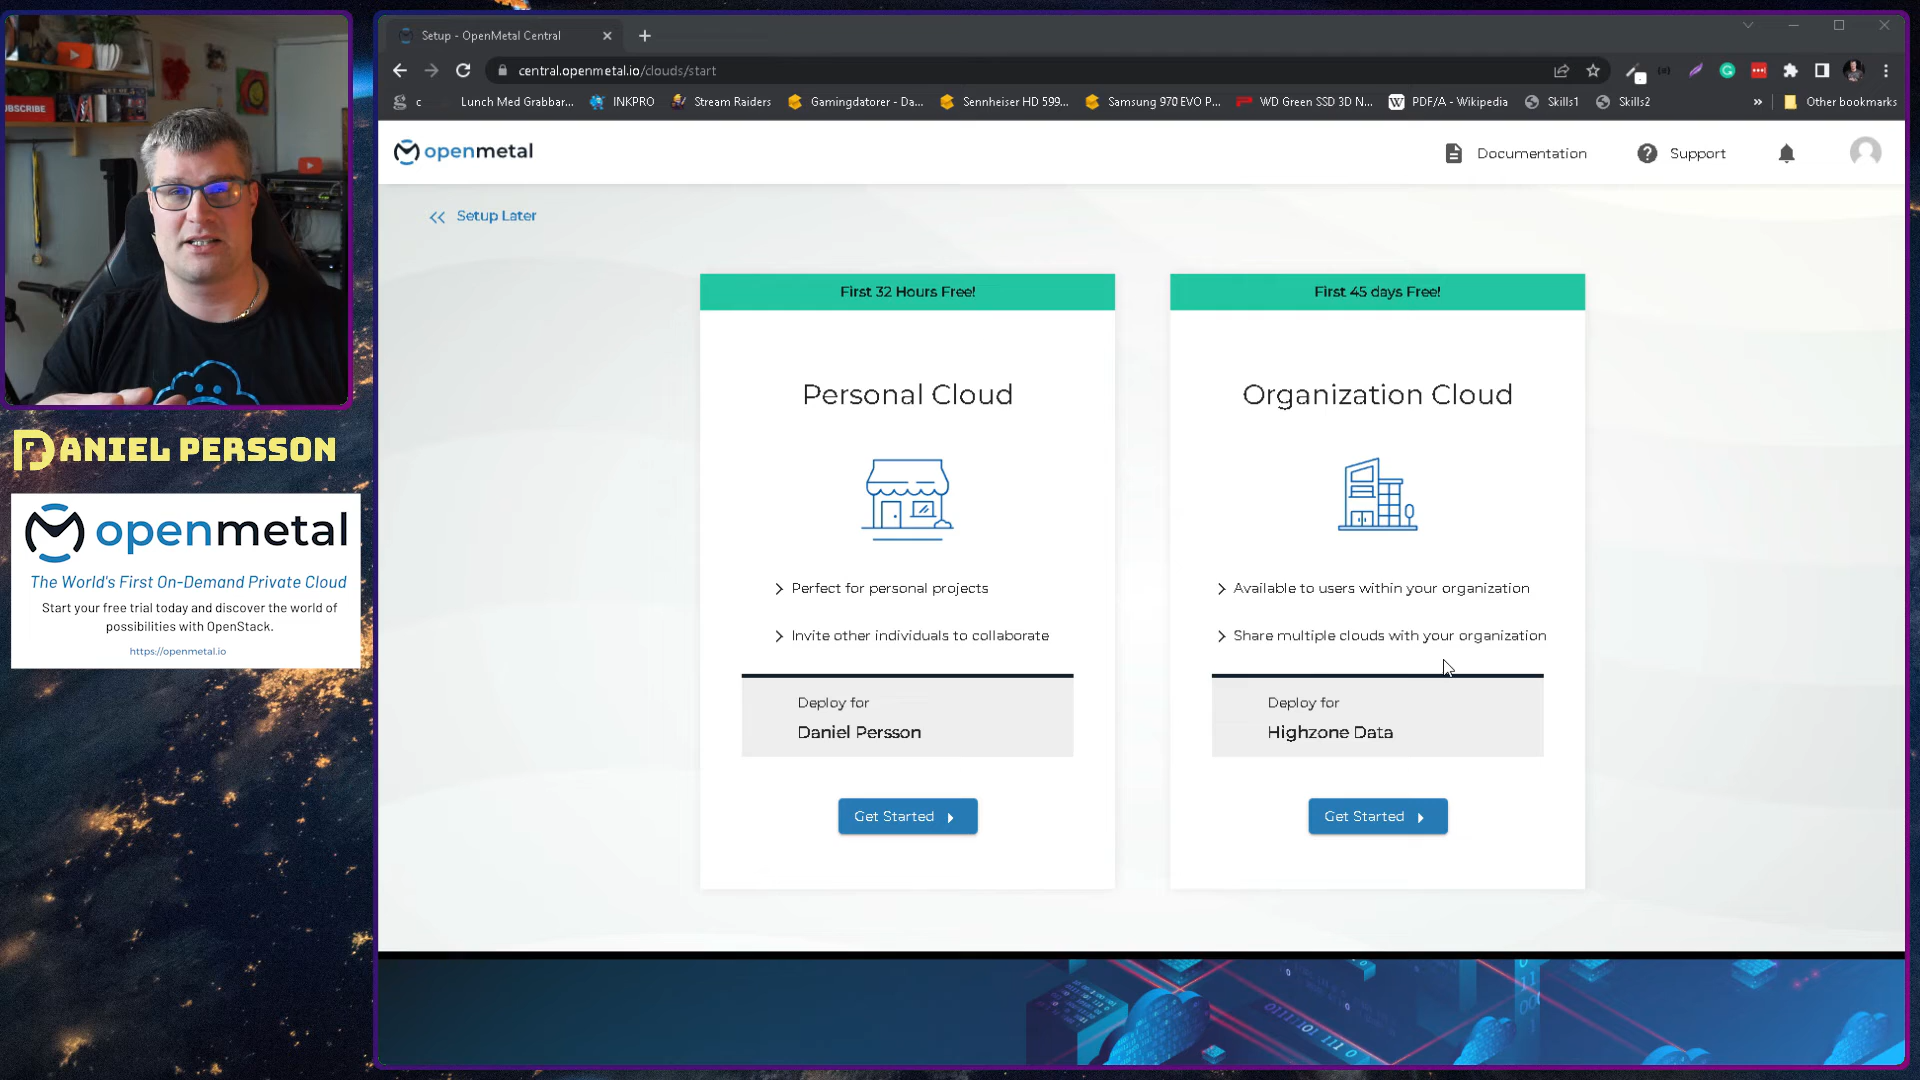 Setup - OpenMetal Central
central.openmetal.io/clouds/start
c
Lunch Med Grabbar...
INKPRO
Stream Raiders
Gamingdatorer - Da...
Sennheiser HD 599...
Samsung 970 EVO P...
WD Green SSD 3D N...
W PDF/A - Wikipedia
Skills1
Skills2
»
Other bookmarks
openmetal
Documentation
Support
Setup Later
First 32 Hours Free!
Personal Cloud
Perfect for personal projects
Invite other individuals to collaborate
Deploy for
Daniel Persson
Get Started
First 45 days Free!
Organization Cloud
Available to users within your organization
Share multiple clouds with your organization
Deploy for
Highzone Data
Get Started
SUBSCRIBE
DANIEL PERSSON
openmetal
The World's First On-Demand Private Cloud
Start your free trial today and discover the world of
possibilities with OpenStack.
https://openmetal.io